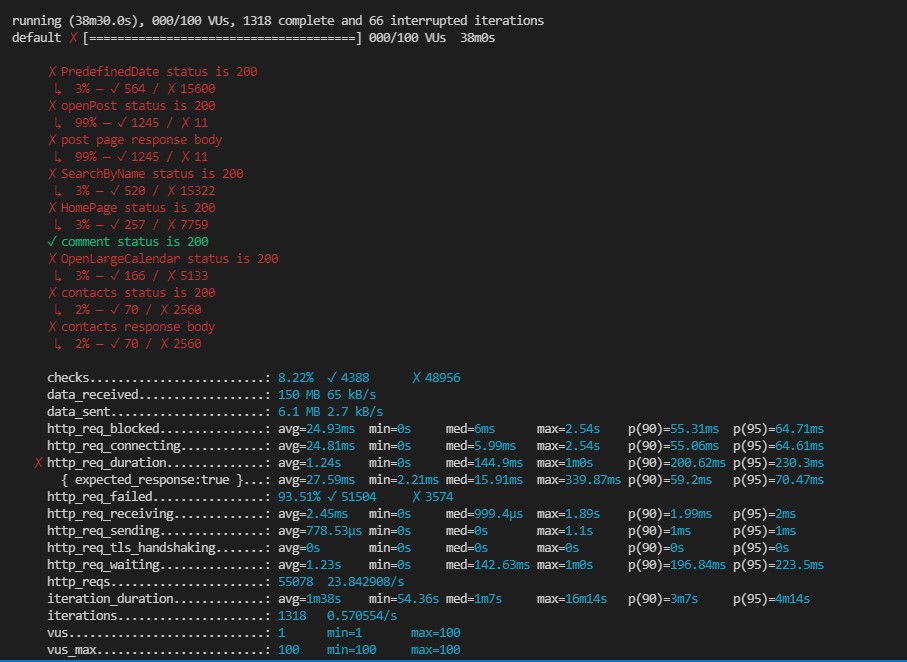 running (38m30.0s), 000/100 VUs, 1318 complete and 66 interrupted iterations
default ✗ [======================================] 000/100 VUs  38m0s
✗ PredefinedDate status is 200
↳  3% — ✓ 564 / ✗ 15600
✗ openPost status is 200
↳  99% — ✓ 1245 / ✗ 11
✗ post page response body
↳  99% — ✓ 1245 / ✗ 11
✗ SearchByName status is 200
↳  3% — ✓ 520 / ✗ 15322
✗ HomePage status is 200
↳  3% — ✓ 257 / ✗ 7759
✓ comment status is 200
✗ OpenLargeCalendar status is 200
↳  3% — ✓ 166 / ✗ 5133
✗ contacts status is 200
↳  2% — ✓ 70 / ✗ 2560
✗ contacts response body
↳  2% — ✓ 70 / ✗ 2560
checks.........................: 8.22% ✓ 4388 ✗ 48956
data_received..................: 150 MB 65 kB/s
data_sent......................: 6.1 MB 2.7 kB/s
http_req_blocked...............: avg=24.93ms min=0s med=6ms max=2.54s p(90)=55.31ms p(95)=64.71ms
http_req_connecting............: avg=24.81ms min=0s med=5.99ms max=2.54s p(90)=55.06ms p(95)=64.61ms
✗ http_req_duration..............: avg=1.24s min=0s med=144.9ms max=1m0s p(90)=200.62ms p(95)=230.3ms
{ expected_response:true }...: avg=27.59ms min=2.21ms med=15.91ms max=339.87ms p(90)=59.2ms p(95)=70.47ms
http_req_failed................: 93.51% ✓ 51504 ✗ 3574
http_req_receiving.............: avg=2.45ms min=0s med=999.4µs max=1.89s p(90)=1.99ms p(95)=2ms
http_req_sending...............: avg=778.53µs min=0s med=0s max=1.1s p(90)=1ms p(95)=1ms
http_req_tls_handshaking.......: avg=0s min=0s med=0s max=0s p(90)=0s p(95)=0s
http_req_waiting...............: avg=1.23s min=0s med=142.63ms max=1m0s p(90)=196.84ms p(95)=223.5ms
http_reqs......................: 55078 23.842908/s
iteration_duration.............: avg=1m38s min=54.36s med=1m7s max=16m14s p(90)=3m7s p(95)=4m14s
iterations.....................: 1318 0.570554/s
vus............................: 1 min=1 max=100
vus_max........................: 100 min=100 max=100